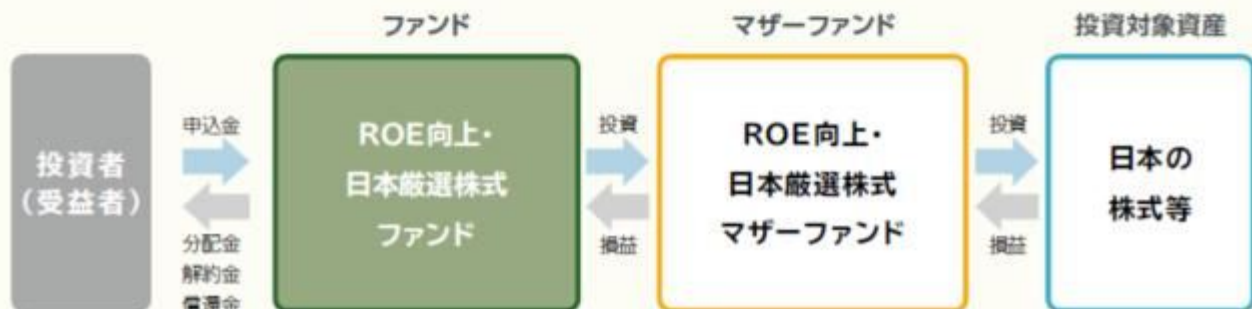 ファンド
マザーファンド
投資対象資産
投資者
(受益者)
申込金
分配金
解約金
償還金
ROE向上・
日本厳選株式
ファンド
投資
損益
ROE向上・
日本厳選株式
マザーファンド
投資
損益
日本の
株式等